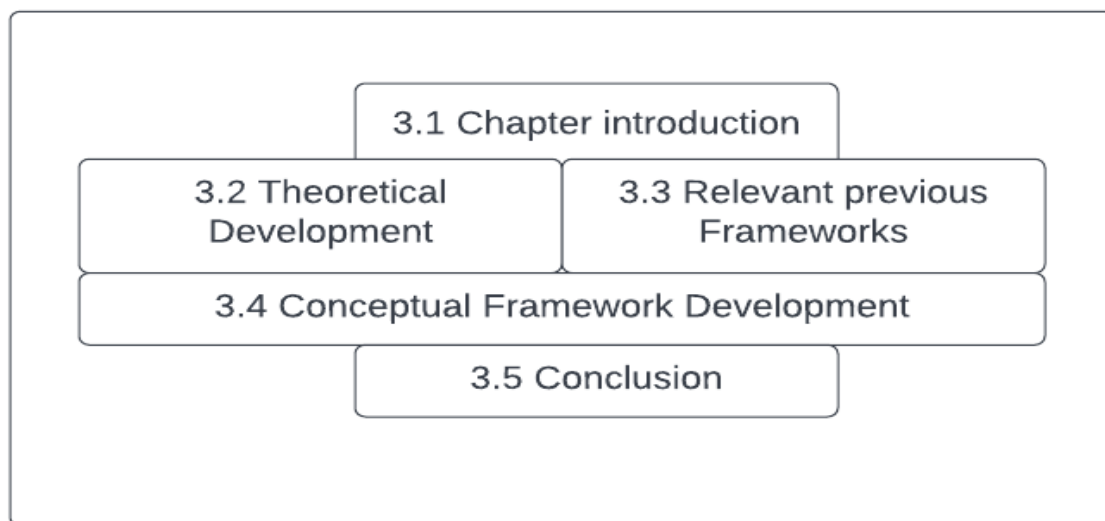 3.1 Chapter introduction
3.2 Theoretical
Development
3.3 Relevant previous
Frameworks
3.4 Conceptual Framework Development
3.5 Conclusion